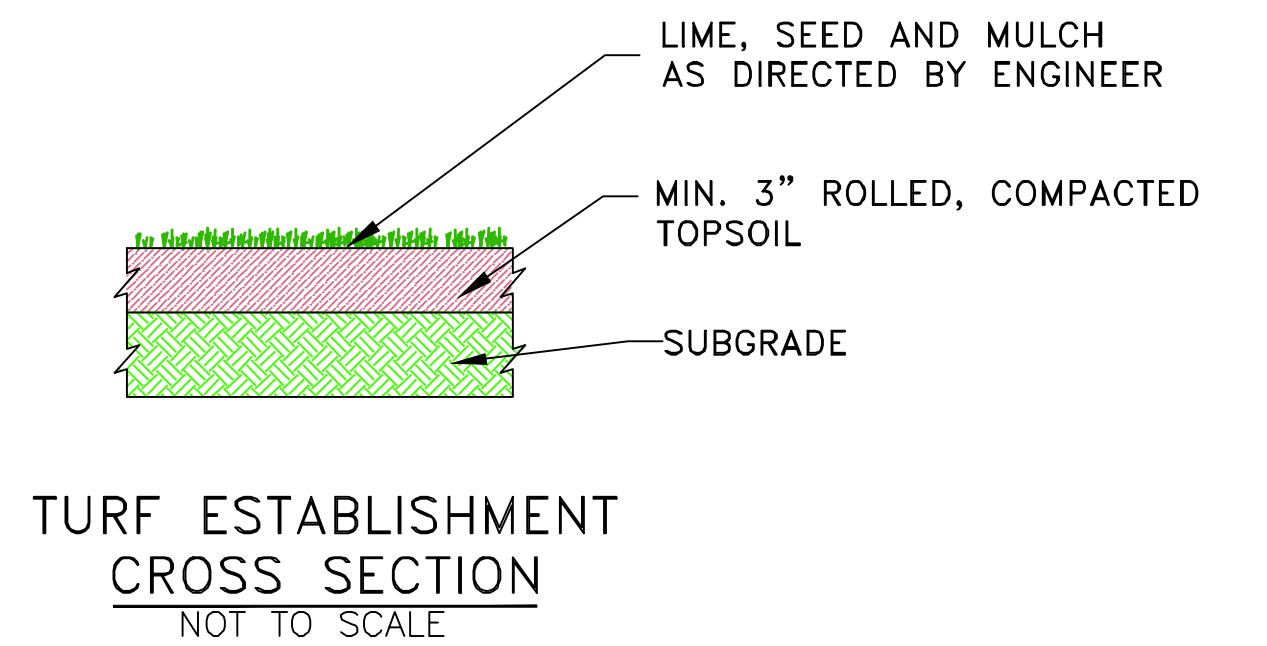 LIME, SEED AND MULCH
AS DIRECTED BY ENGINEER
MIN. 3” ROLLED, COMPACTED
TOPSOIL
SUBGRADE
TURF ESTABLISHMENT
CROSS SECTION
NOT TO SCALE